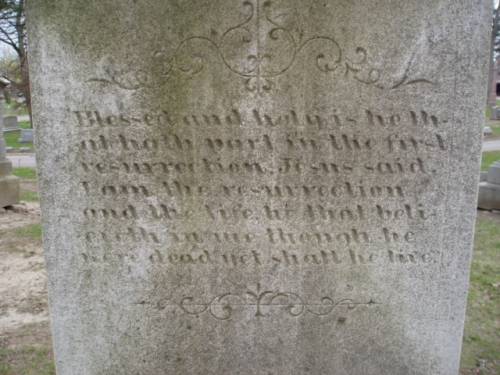 Blessed and holy is he th-
at hath part in the first
resurrection. Jesus said.
I am the resurrection
and the life, he that beli-
eveth in me though he
were dead yet shall he live.